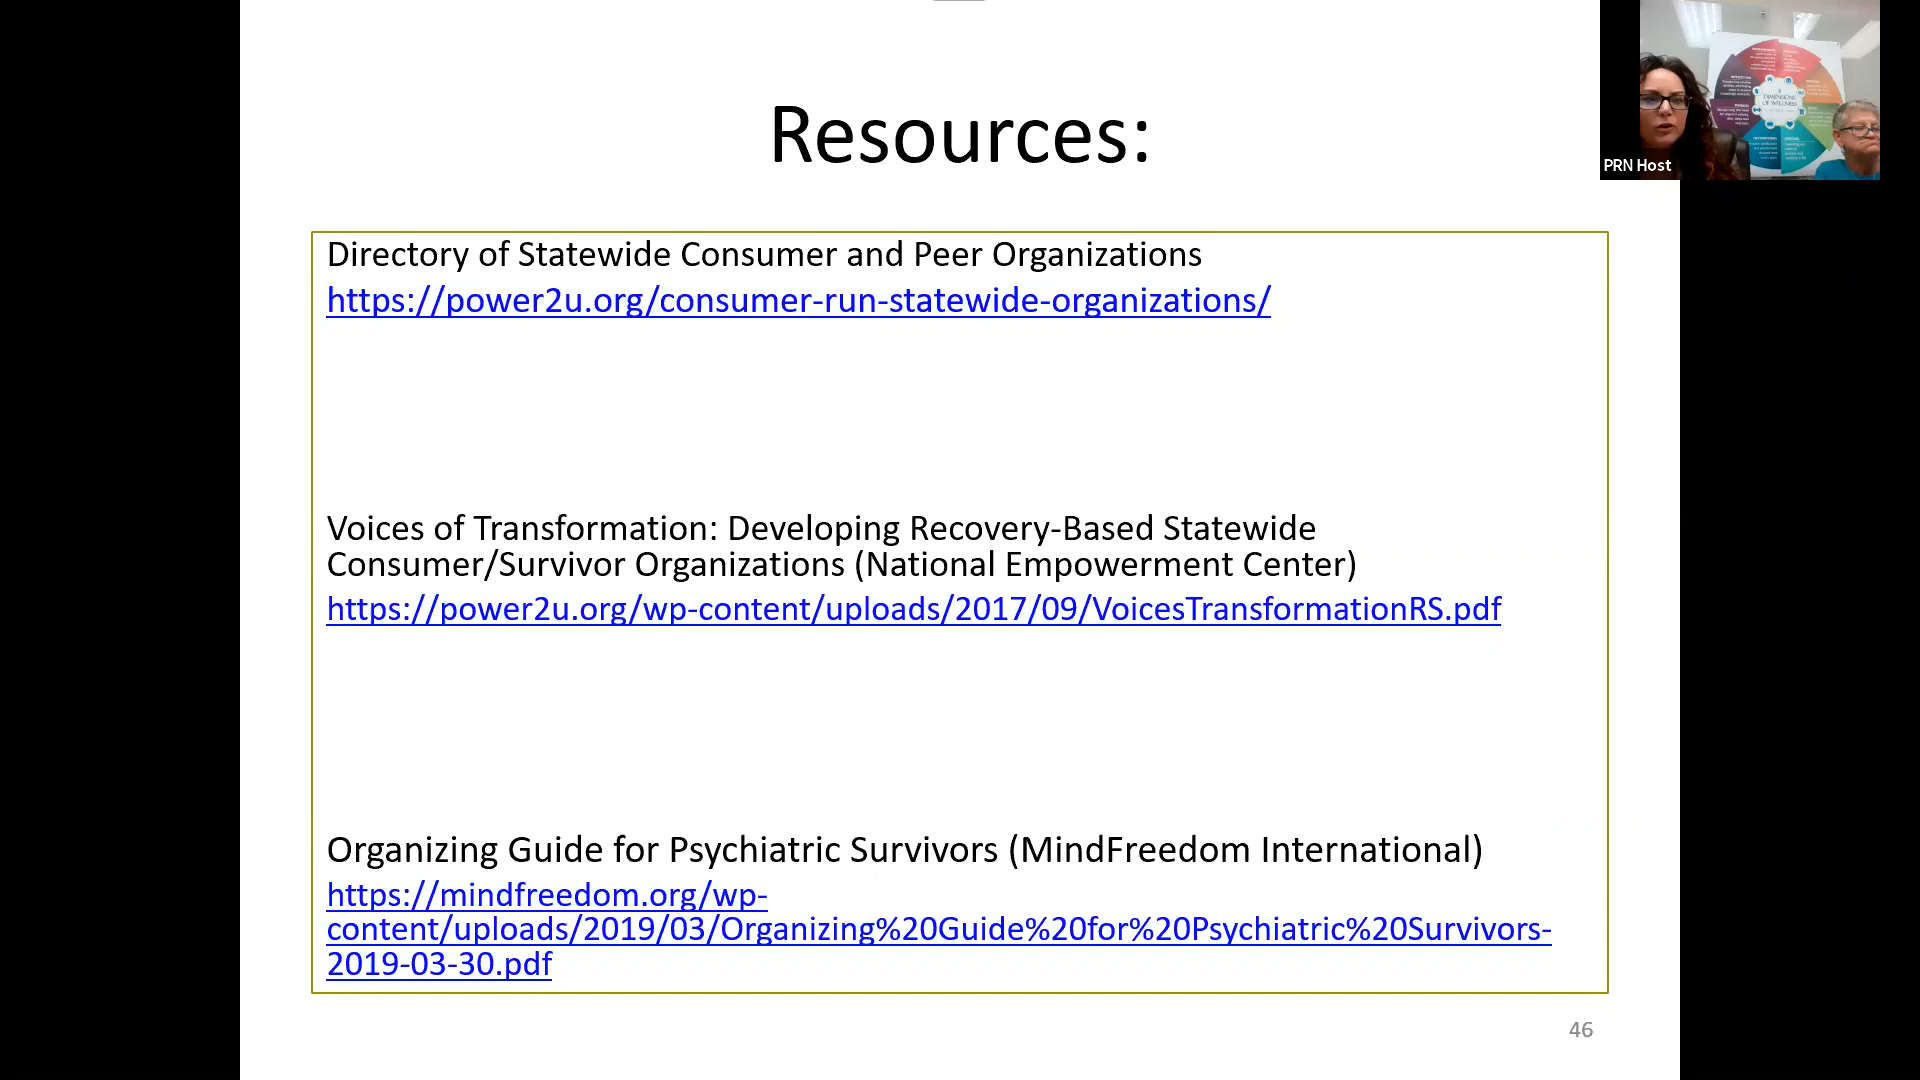 Resources:
PRN Host
DIMENSIONS
OF WELLNESS
Directory of Statewide Consumer and Peer Organizations
https://power2u.org/consumer-run-statewide-organizations/
Voices of Transformation: Developing Recovery-Based Statewide
Consumer/Survivor Organizations (National Empowerment Center)
https://power2u.org/wp-content/uploads/2017/09/VoicesTransformationRS.pdf
Organizing Guide for Psychiatric Survivors (MindFreedom International)
https://mindfreedom.org/wp-
content/uploads/2019/03/Organizing%20Guide%20for%20Psychiatric%20Survivors-
2019-03-30.pdf
46